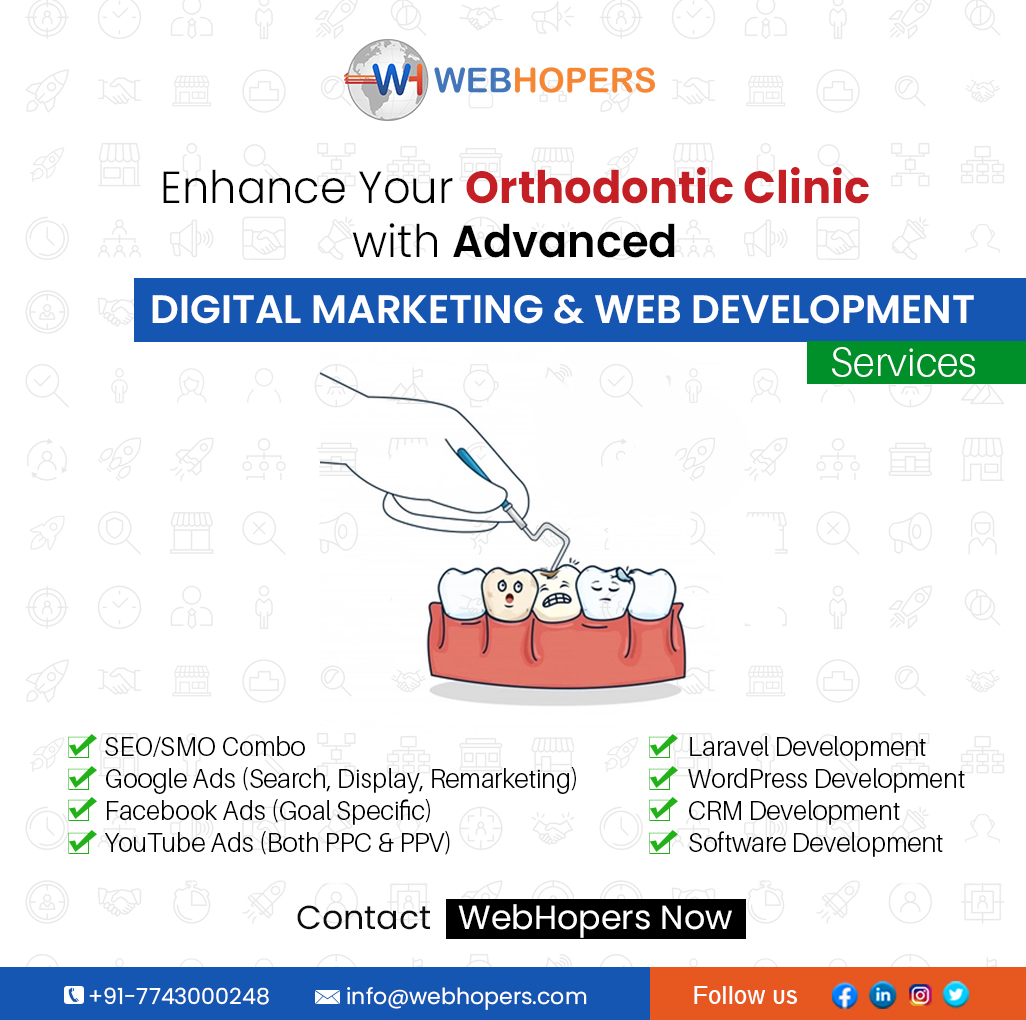 WH WEBHOPERS
Enhance Your Orthodontic Clinic
with Advanced
DIGITAL MARKETING & WEB DEVELOPMENT
Services
SEO/SMO Combo
Google Ads (Search, Display, Remarketing)
Facebook Ads (Goal Specific)
YouTube Ads (Both PPC & PPV)
Laravel Development
WordPress Development
CRM Development
Software Development
Contact WebHopers Now
+91-7743000248 info@webhopers.com Follow us